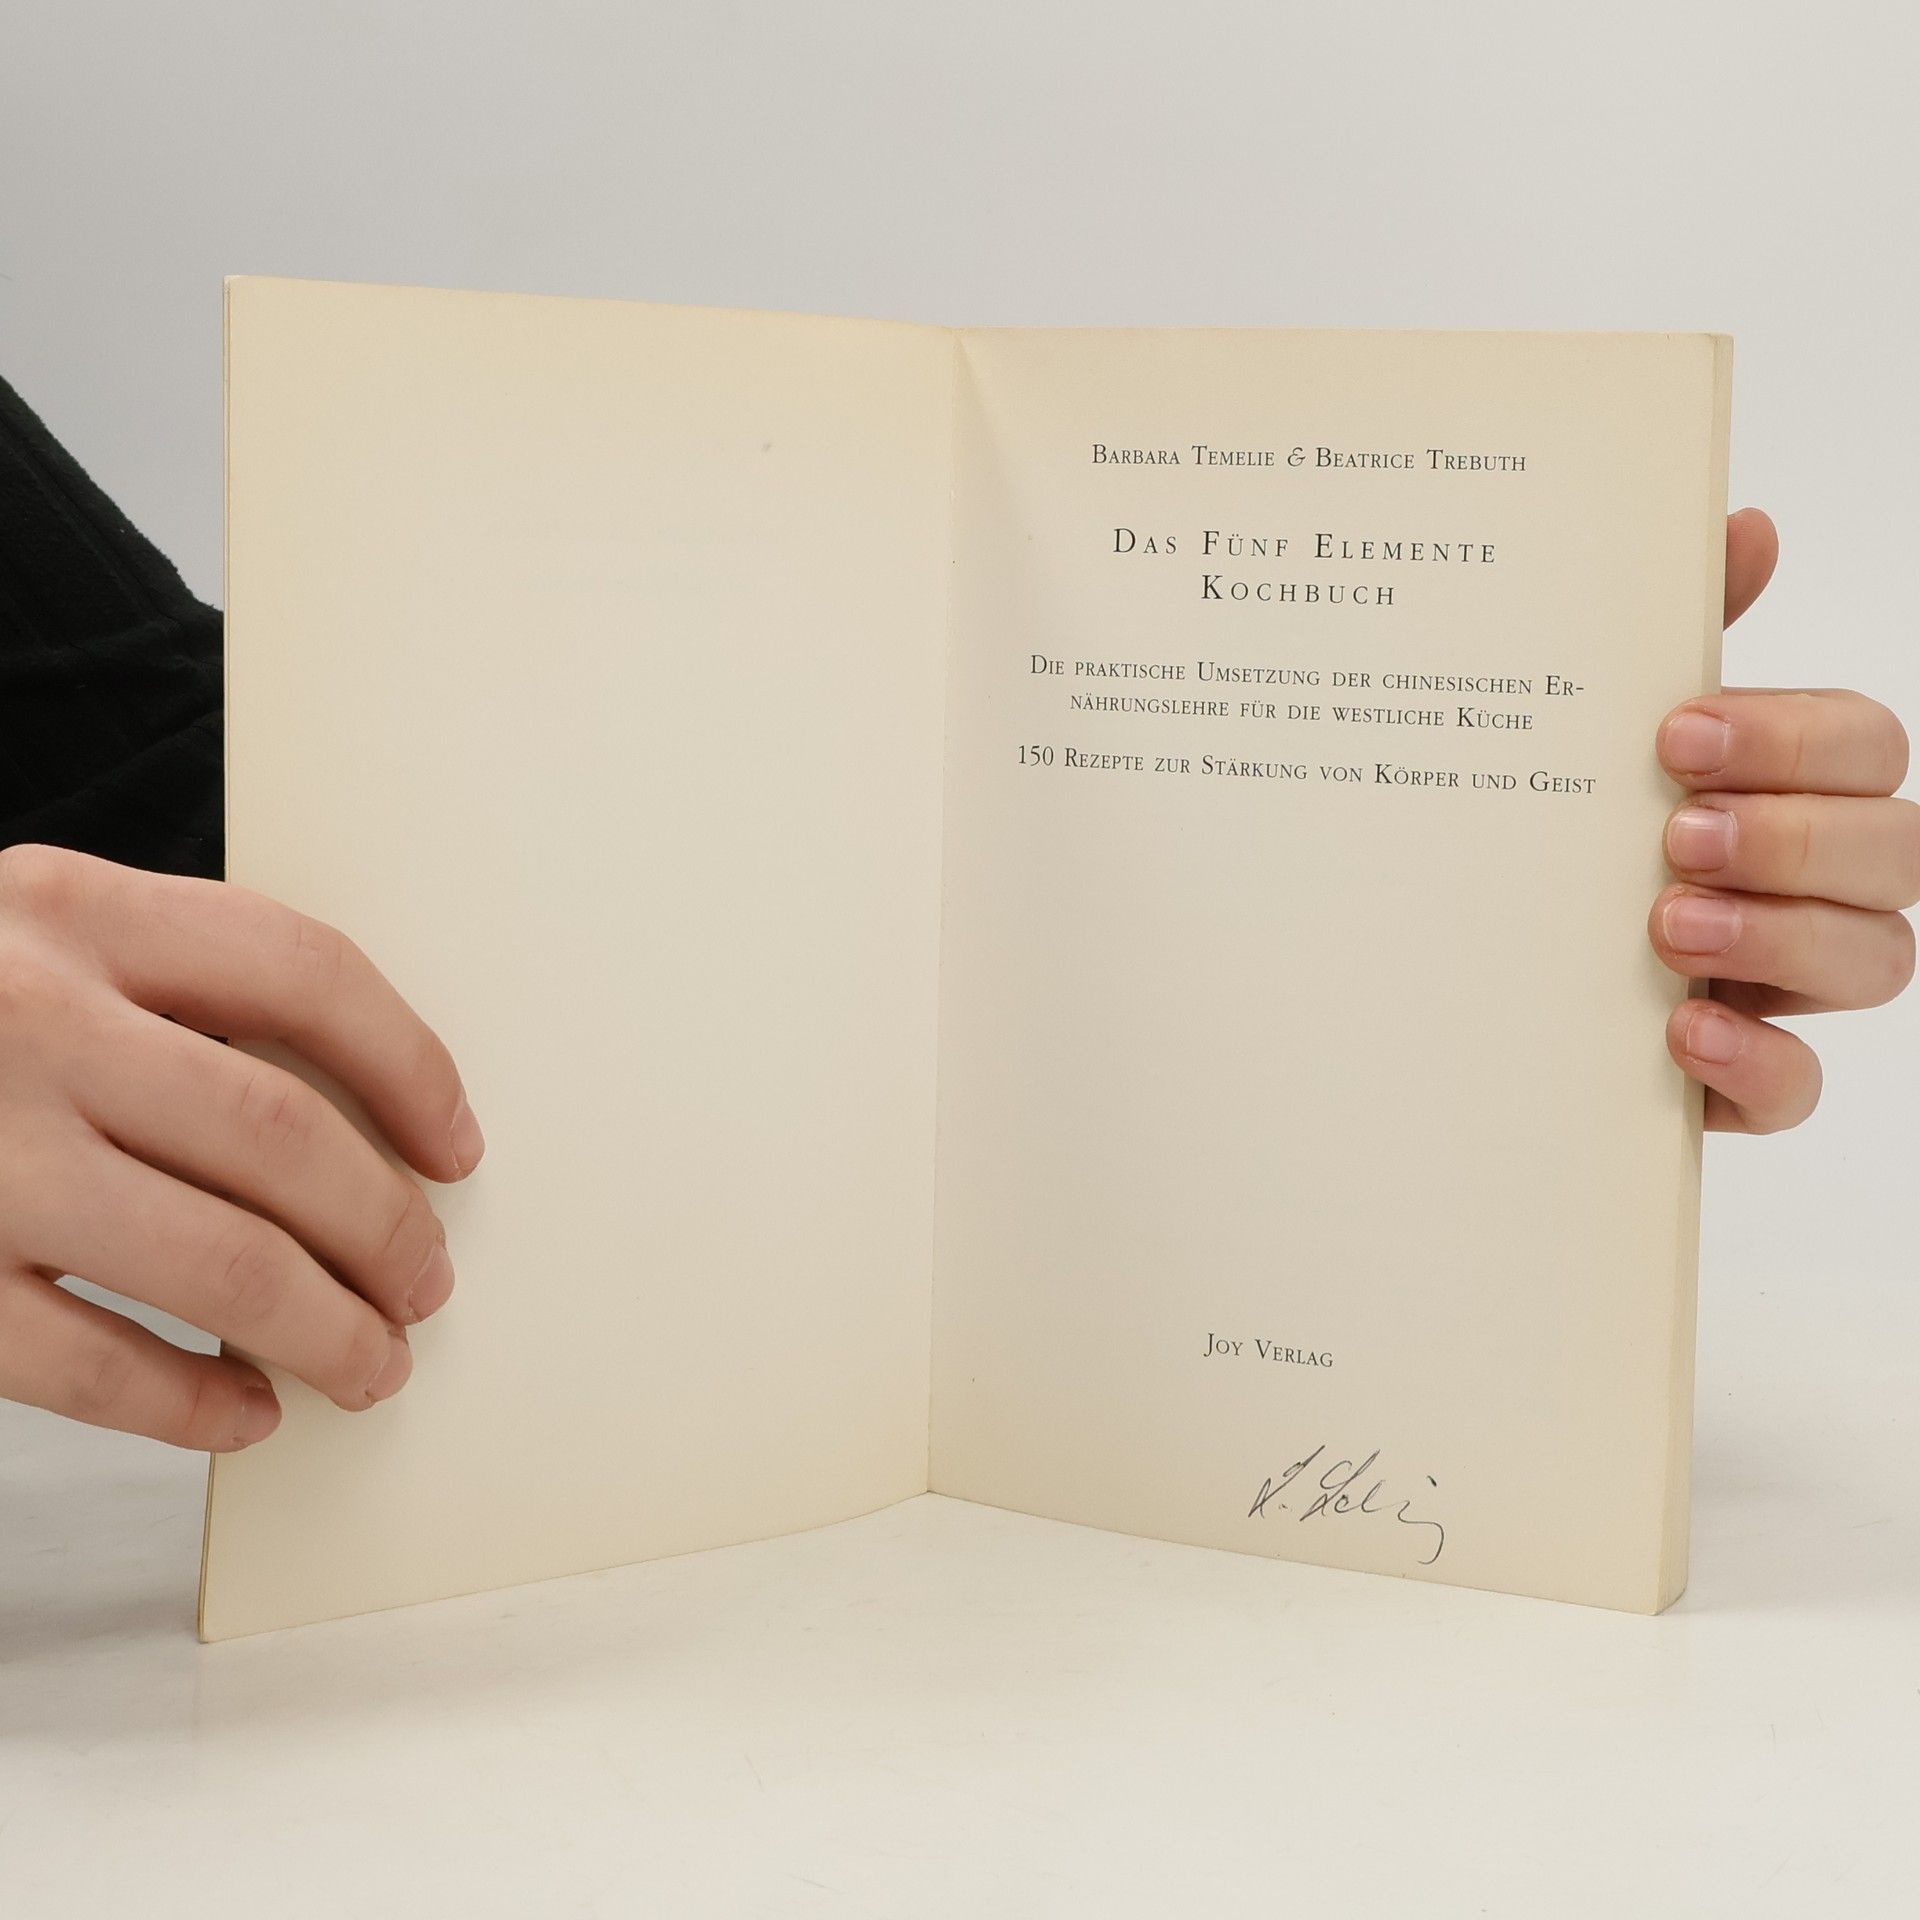 Barbara Temelie & Beatrice Trebuth
Das Fünf Elemente
Kochbuch
Die praktische Umsetzung der chinesischen Er-
nährungslehre für die westliche Küche
150 Rezepte zur Stärkung von Körper und Geist
Joy Verlag